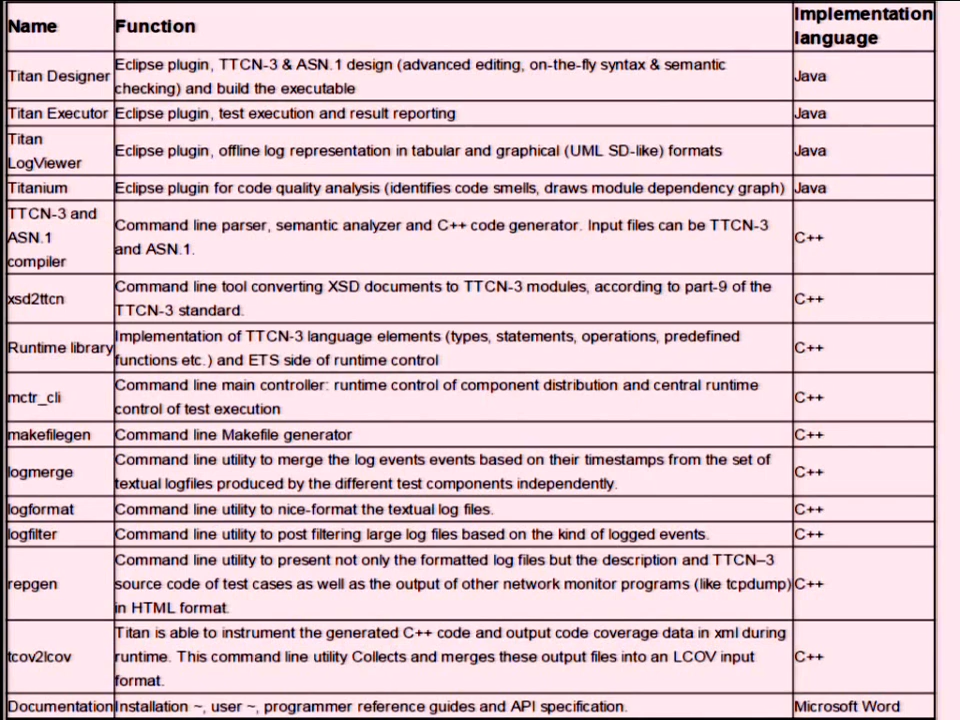 Name Function Implementation
language
Titan Designer Eclipse plugin, TTCN-3 & ASN.1 design (advanced editing, on-the-fly syntax & semantic
checking) and build the executable Java
Titan Executor Eclipse plugin, test execution and result reporting Java
Titan
LogViewer Eclipse plugin, offline log representation in tabular and graphical (UML SD-like) formats Java
Titanium Eclipse plugin for code quality analysis (identifies code smells, draws module dependency graph) Java
TTCN-3 and
ASN.1
compiler Command line parser, semantic analyzer and C++ code generator. Input files can be TTCN-3
and ASN.1. C++
xsd2ttcn Command line tool converting XSD documents to TTCN-3 modules, according to part-9 of the
TTCN-3 standard. C++
Runtime library Implementation of TTCN-3 language elements (types, statements, operations, predefined
functions etc.) and ETS side of runtime control C++
mctr_cli Command line main controller: runtime control of component distribution and central runtime
control of test execution C++
makefilegen Command line Makefile generator C++
logmerge Command line utility to merge the log events events based on their timestamps from the set of
textual logfiles produced by the different test components independently. C++
logformat Command line utility to nice-format the textual log files. C++
logfilter Command line utility to post filtering large log files based on the kind of logged events. C++
repgen Command line utility to present not only the formatted log files but the description and TTCN–3
source code of test cases as well as the output of other network monitor programs (like tcpdump)
in HTML format. C++
tcov2lcov Titan is able to instrument the generated C++ code and output code coverage data in xml during
runtime. This command line utility Collects and merges these output files into an LCOV input
format. C++
Documentation Installation ~, user ~, programmer reference guides and API specification. Microsoft Word